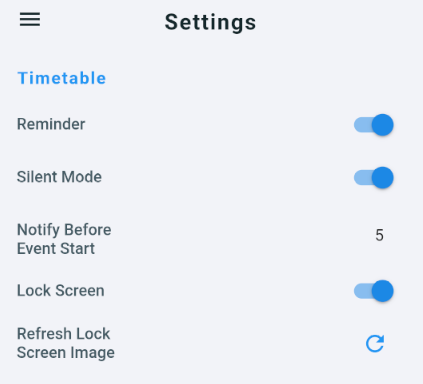 Settings
Timetable
Reminder
Silent Mode
Notify Before
Event Start
5
Lock Screen
Refresh Lock
Screen Image